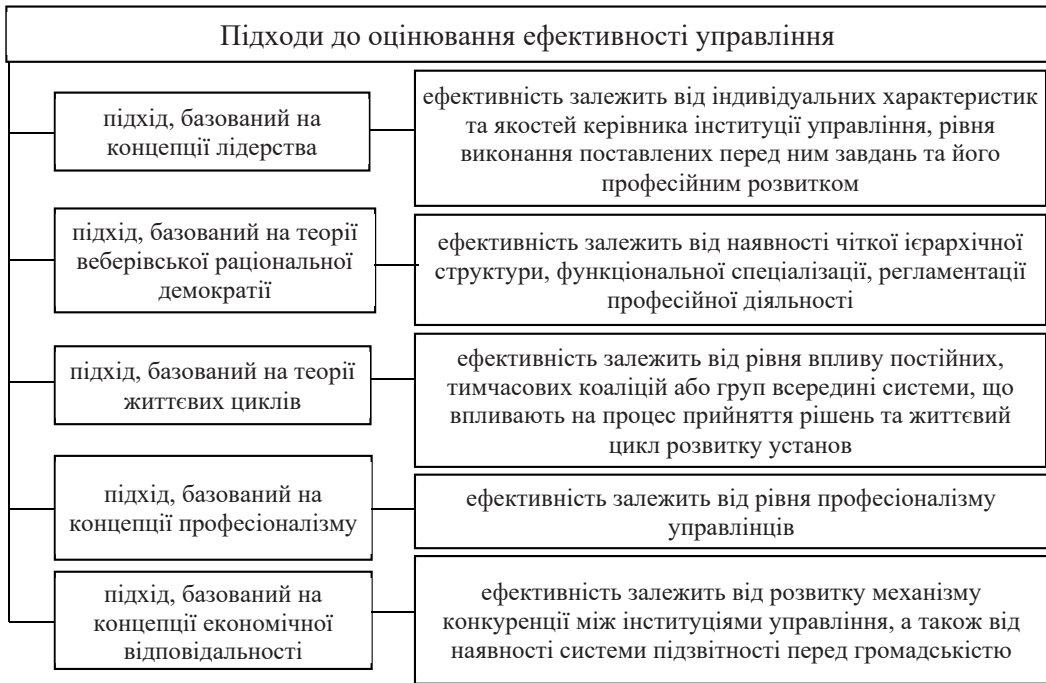 Підходи до оцінювання ефективності управління
підхід, базований на
концепції лідерства
ефективність залежить від індивідуальних характеристик
та якостей керівника інституції управління, рівня
виконання поставлених перед ним завдань та його
професійним розвитком
підхід, базований на теорії
веберівської раціональної
демократії
ефективність залежить від наявності чіткої ієрархічної
структури, функціональної спеціалізації, регламентації
професійної діяльності
підхід, базований на теорії
життєвих циклів
ефективність залежить від рівня впливу постійних,
тимчасових коаліцій або груп всередині системи, що
впливають на процес прийняття рішень та життєвий
цикл розвитку установ
підхід, базований на
концепції професіоналізму
ефективність залежить від рівня професіоналізму
управлінців
підхід, базований на
концепції економічної
відповідальності
ефективність залежить від розвитку механізму
конкуренції між інституціями управління, а також від
наявності системи підзвітності перед громадськістю